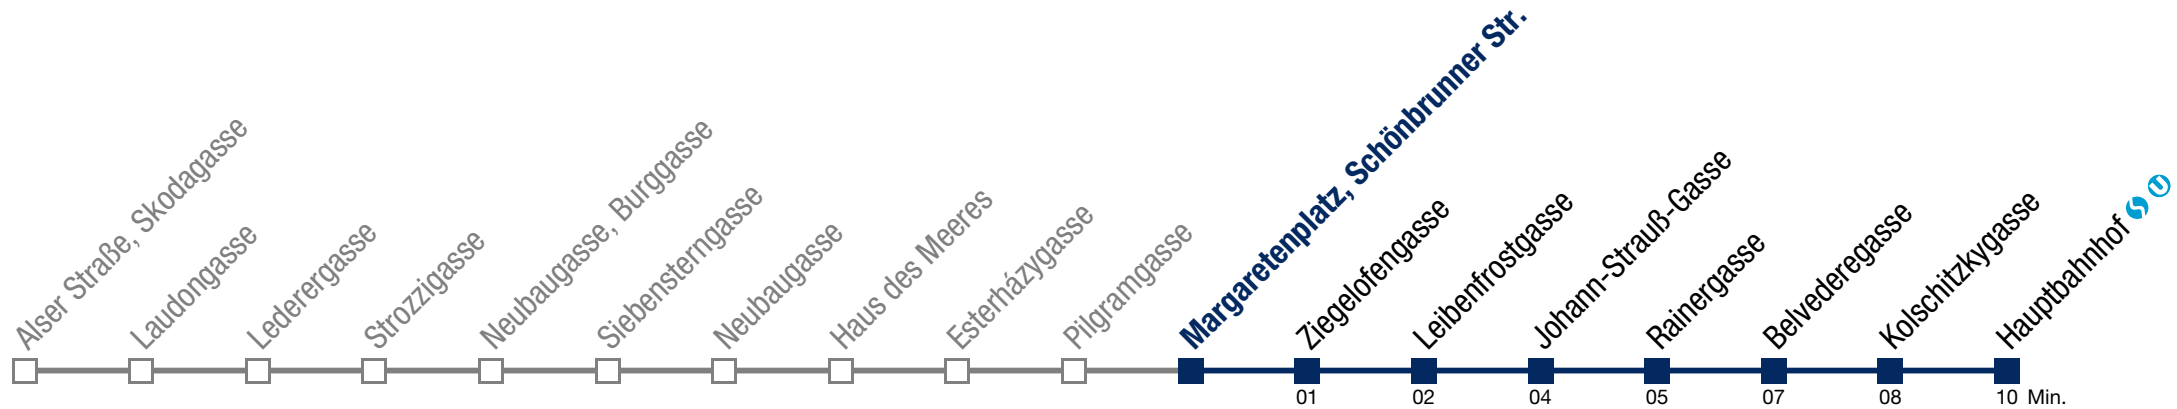 Alser Straße, Skodagasse
Laudongasse
Lederergasse
Strozzigasse
Neubaugasse, Burggasse
Siebensterngasse
Neubaugasse
Haus des Meeres
Esterházygasse
Pilgramgasse
Margaretenplatz, Schönbrunner Str.
Ziegelofengasse
Leibenfrostgasse
Johann-Strauß-Gasse
Rainergasse
Belvederegasse
Kolschitzkygasse
Hauptbahnhof S U
01 02 04 05 07 08 10 Min.